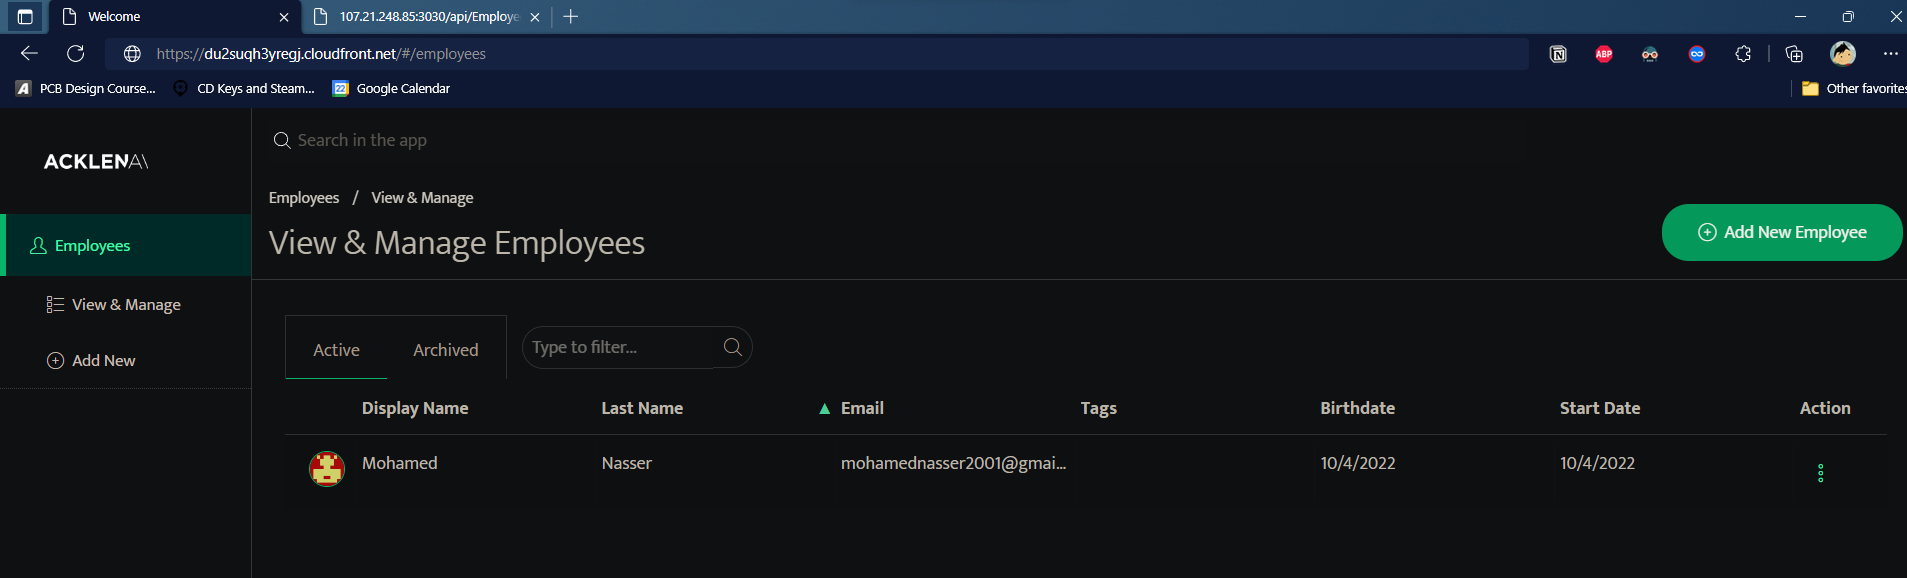 Welcome
107.21.248.85:3030/api/Employe
https://du2suqh3yregj.cloudfront.net/#/employees
ABP
PCB Design Course...
CD Keys and Steam...
22
Google Calendar
Other favorites
ACKLENAV
Search in the app
Employees / View & Manage
View & Manage Employees
Add New Employee
Employees
View & Manage
Add New
Active
Archived
Type to filter...
Display Name Last Name ▲ Email Tags Birthdate Start Date Action
Mohamed Nasser mohamednasser2001@gmai... 10/4/2022 10/4/2022